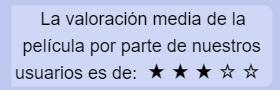 La valoración media de la
película por parte de nuestros
usuarios es de: ★ ★ ★ ☆ ☆